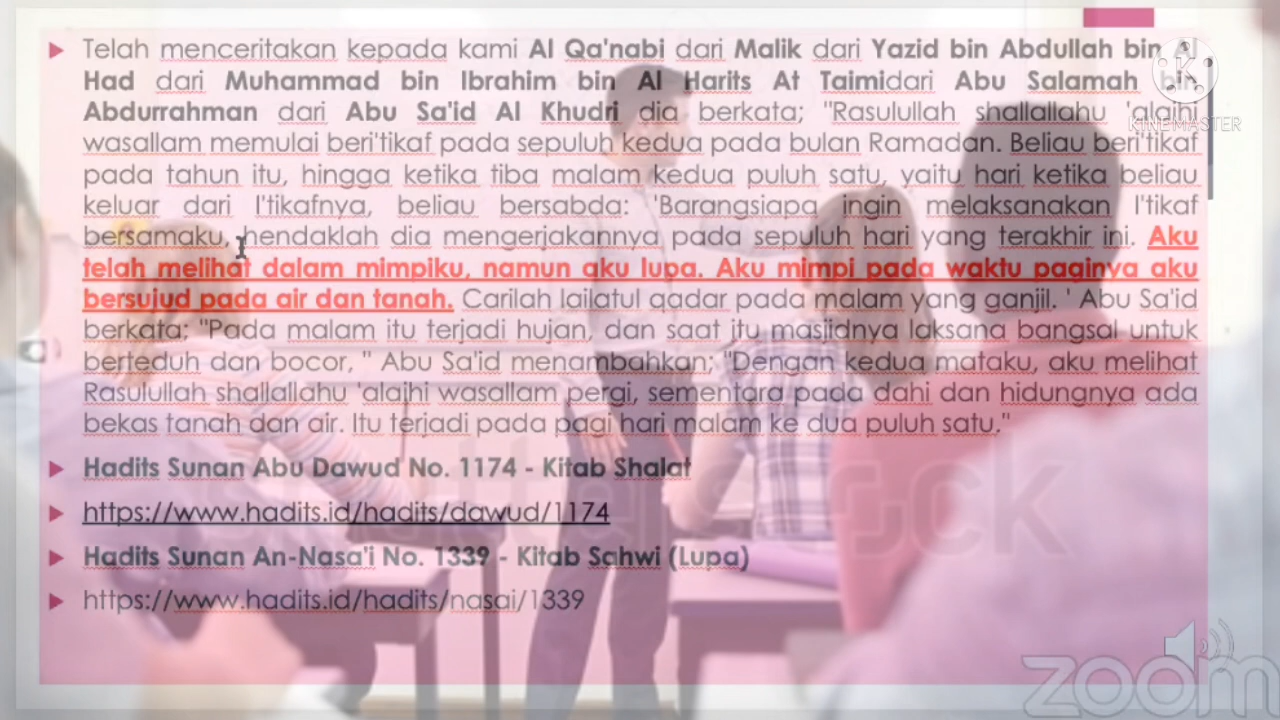 Telah menceritakan kepada kami Al Qa'nabi dari Malik dari Yazid bin Abdullah bin Al
Had dari Muhammad bin Ibrahim bin Al Harits At Taimidari Abu Salamah bin
Abdurrahman dari Abu Sa'id Al Khudri dia berkata; "Rasulullah shallallahu 'alaihi
wasallam memulai beri'tikaf pada sepuluh kedua pada bulan Ramadan. Beliau beri'tikaf
pada tahun itu, hingga ketika tiba malam kedua puluh satu, yaitu hari ketika beliau
keluar dari I'tikafnya, beliau bersabda: 'Barangsiapa ingin melaksanakan I'tikaf
bersamaku, hendaklah dia mengerjakannya pada sepuluh hari yang terakhir ini. Aku
telah melihat dalam mimpiku, namun aku lupa. Aku mimpi pada waktu paginya aku
bersujud pada air dan tanah. Carilah lailatul qadar pada malam yang ganjil. ' Abu Sa'id
berkata; "Pada malam itu terjadi hujan, dan saat itu masjidnya laksana bangsal untuk
berteduh dan bocor, " Abu Sa'id menambahkan; "Dengan kedua mataku, aku melihat
Rasulullah shallallahu 'alaihi wasallam pergi, sementara pada dahi dan hidungnya ada
bekas tanah dan air. Itu terjadi pada pagi hari malam ke dua puluh satu."
Hadits Sunan Abu Dawud No. 1174 - Kitab Shalat
https://www.hadits.id/hadits/dawud/1174
Hadits Sunan An-Nasa'i No. 1339 - Kitab Sahwi (Lupa)
https://www.hadits.id/hadits/nasai/1339
KINEMASTER
zoom